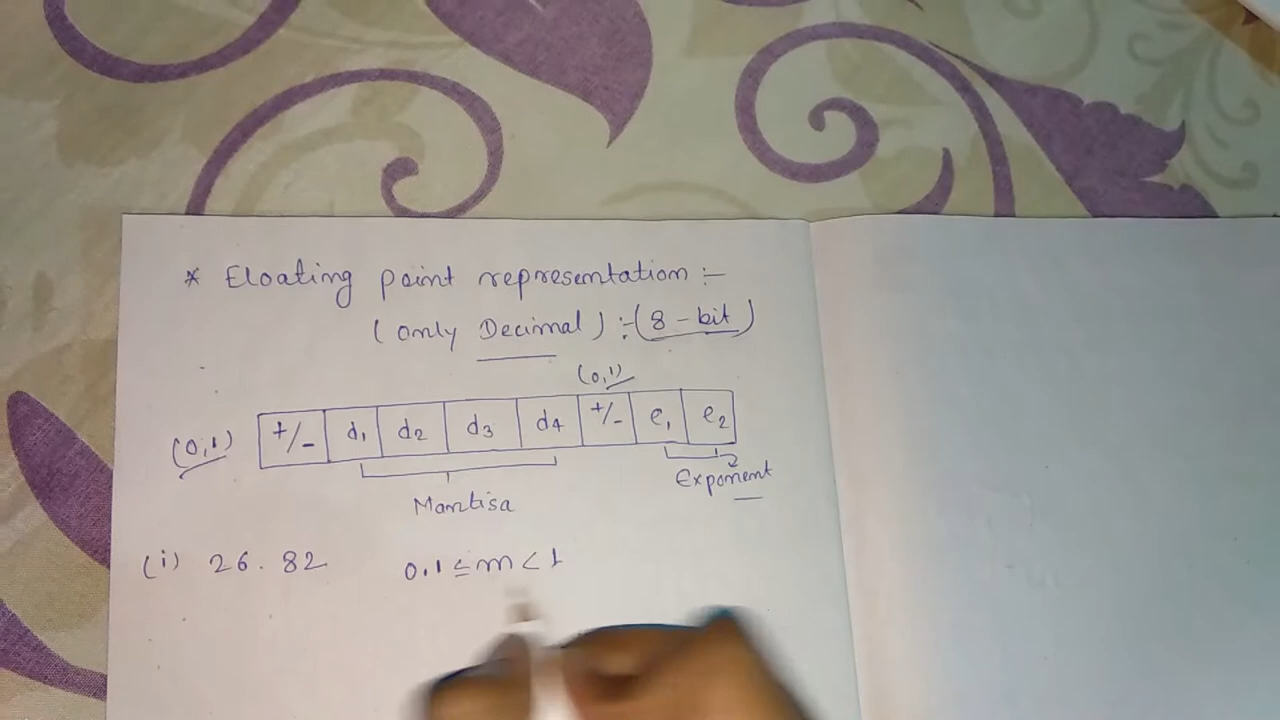 * Eloating point representation :-
(only Decimal) :- (8 - bit)
(0,1)
(0,1) +/- d1 d2 d3 d4 +/- e1 e2
Mantisa Exponent
(i) 26.82 0.1 ≤ m < 1